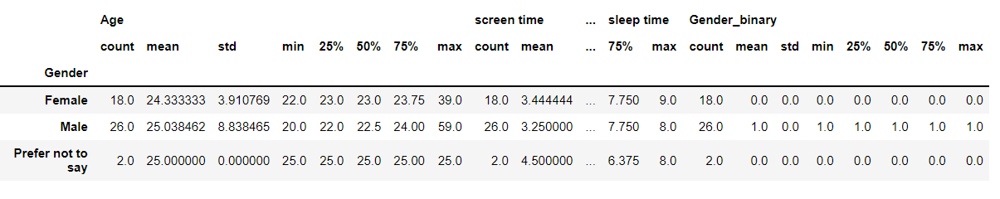 Age screen time ... sleep time Gender_binary
count mean std min 25% 50% 75% max count mean ... 75% max count mean std min 25% 50% 75% max
Gender
Female 18.0 24.333333 3.910769 22.0 23.0 23.0 23.75 39.0 18.0 3.444444 ... 7.750 9.0 18.0 0.0 0.0 0.0 0.0 0.0 0.0 0.0
Male 26.0 25.038462 8.838465 20.0 22.0 22.5 24.00 59.0 26.0 3.250000 ... 7.750 8.0 26.0 1.0 0.0 1.0 1.0 1.0 1.0 1.0
Prefer not to
say 2.0 25.000000 0.000000 25.0 25.0 25.0 25.00 25.0 2.0 4.500000 ... 6.375 8.0 2.0 0.0 0.0 0.0 0.0 0.0 0.0 0.0